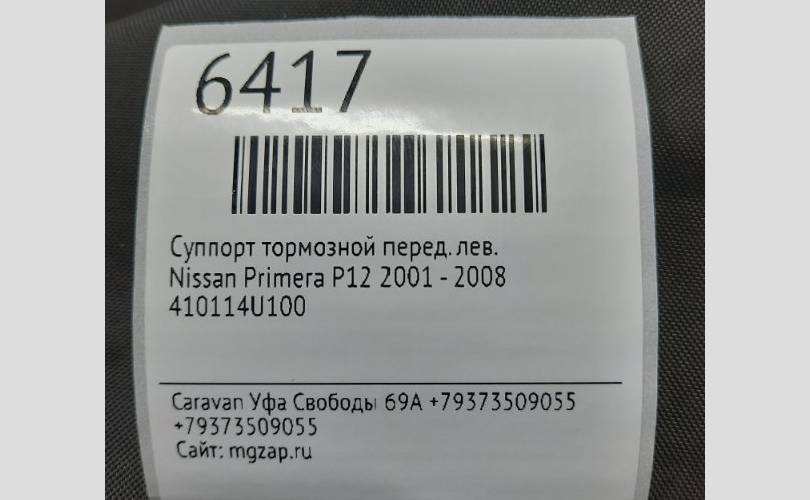 6417
Суппорт тормозной перед. лев.
Nissan Primera P12 2001 - 2008
410114U100
Caravan Уфа Свободы 69А +79373509055
+79373509055
Сайт: mgzap.ru